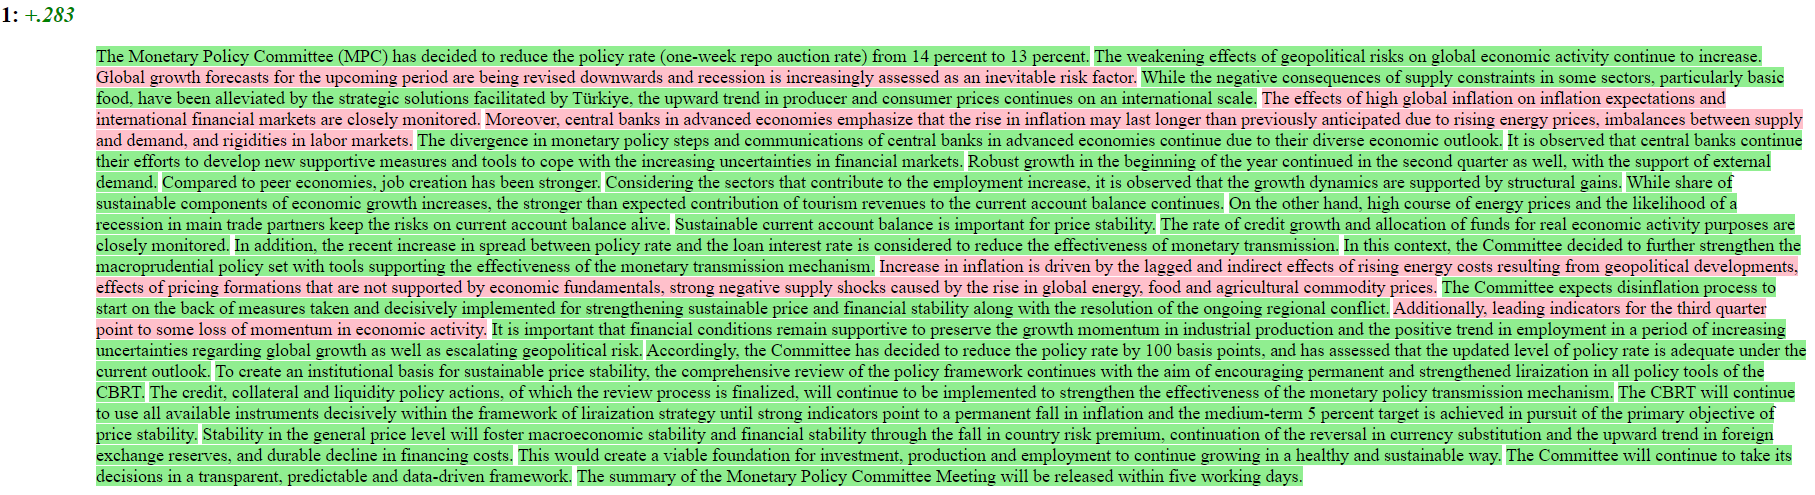 1: +.283
The Monetary Policy Committee (MPC) has decided to reduce the policy rate (one-week repo auction rate) from 14 percent to 13 percent. The weakening effects of geopolitical risks on global economic activity continue to increase.
Global growth forecasts for the upcoming period are being revised downwards and recession is increasingly assessed as an inevitable risk factor. While the negative consequences of supply constraints in some sectors, particularly basic
food, have been alleviated by the strategic solutions facilitated by Türkiye, the upward trend in producer and consumer prices continues on an international scale. The effects of high global inflation on inflation expectations and
international financial markets are closely monitored. Moreover, central banks in advanced economies emphasize that the rise in inflation may last longer than previously anticipated due to rising energy prices, imbalances between supply
and demand, and rigidities in labor markets. The divergence in monetary policy steps and communications of central banks in advanced economies continue due to their diverse economic outlook. It is observed that central banks continue
their efforts to develop new supportive measures and tools to cope with the increasing uncertainties in financial markets. Robust growth in the beginning of the year continued in the second quarter as well, with the support of external
demand. Compared to peer economies, job creation has been stronger. Considering the sectors that contribute to the employment increase, it is observed that the growth dynamics are supported by structural gains. While share of
sustainable components of economic growth increases, the stronger than expected contribution of tourism revenues to the current account balance continues. On the other hand, high course of energy prices and the likelihood of a
recession in main trade partners keep the risks on current account balance alive. Sustainable current account balance is important for price stability. The rate of credit growth and allocation of funds for real economic activity purposes are
closely monitored. In addition, the recent increase in spread between policy rate and the loan interest rate is considered to reduce the effectiveness of monetary transmission. In this context, the Committee decided to further strengthen the
macroprudential policy set with tools supporting the effectiveness of the monetary transmission mechanism. Increase in inflation is driven by the lagged and indirect effects of rising energy costs resulting from geopolitical developments,
effects of pricing formations that are not supported by economic fundamentals, strong negative supply shocks caused by the rise in global energy, food and agricultural commodity prices. The Committee expects disinflation process to
start on the back of measures taken and decisively implemented for strengthening sustainable price and financial stability along with the resolution of the ongoing regional conflict. Additionally, leading indicators for the third quarter
point to some loss of momentum in economic activity. It is important that financial conditions remain supportive to preserve the growth momentum in industrial production and the positive trend in employment in a period of increasing
uncertainties regarding global growth as well as escalating geopolitical risk. Accordingly, the Committee has decided to reduce the policy rate by 100 basis points, and has assessed that the updated level of policy rate is adequate under the
current outlook. To create an institutional basis for sustainable price stability, the comprehensive review of the policy framework continues with the aim of encouraging permanent and strengthened liraization in all policy tools of the
CBRT. The credit, collateral and liquidity policy actions, of which the review process is finalized, will continue to be implemented to strengthen the effectiveness of the monetary policy transmission mechanism. The CBRT will continue
to use all available instruments decisively within the framework of liraization strategy until strong indicators point to a permanent fall in inflation and the medium-term 5 percent target is achieved in pursuit of the primary objective of
price stability. Stability in the general price level will foster macroeconomic stability and financial stability through the fall in country risk premium, continuation of the reversal in currency substitution and the upward trend in foreign
exchange reserves, and durable decline in financing costs. This would create a viable foundation for investment, production and employment to continue growing in a healthy and sustainable way. The Committee will continue to take its
decisions in a transparent, predictable and data-driven framework. The summary of the Monetary Policy Committee Meeting will be released within five working days.